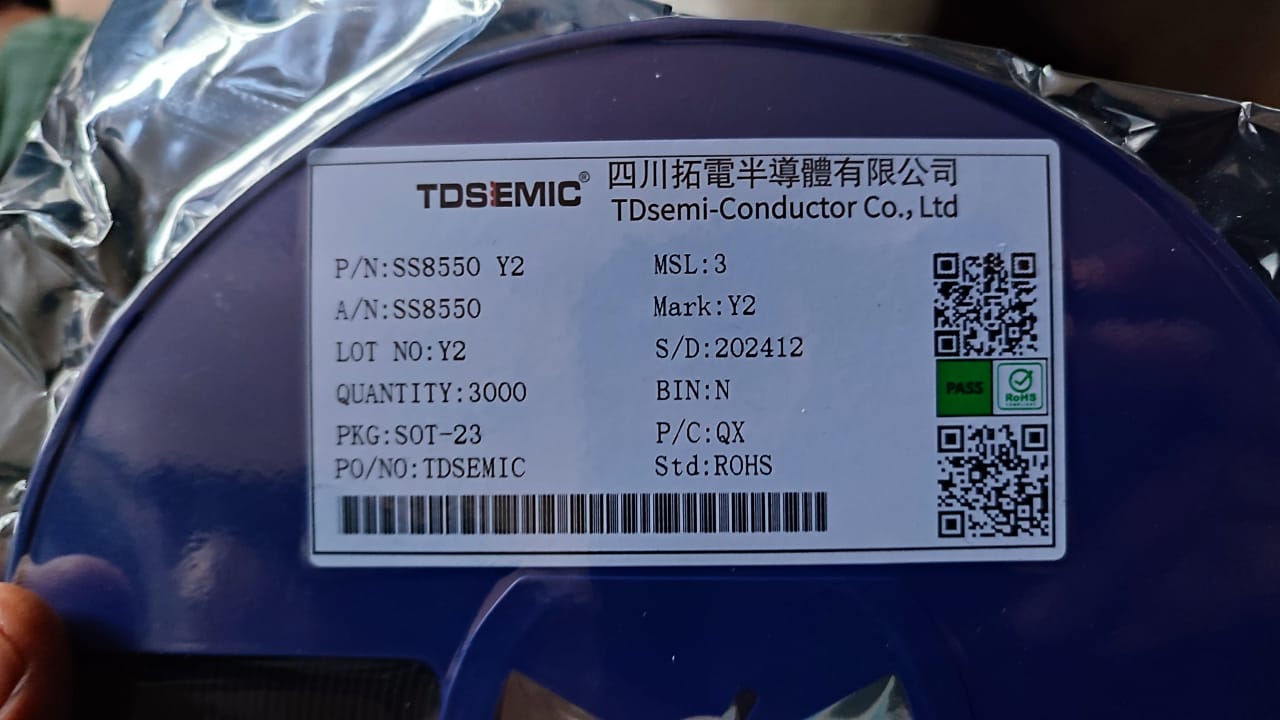 TDSEMIC®
四川拓電半導體有限公司
TDsemi-Conductor Co., Ltd
P/N:SS8550 Y2
MSL:3
A/N:SS8550
Mark:Y2
LOT NO:Y2
S/D:202412
QUANTITY:3000
BIN:N
PASS
RoHS
COMPLIANT
PKG:SOT-23
P/C:QX
PO/NO:TDSEMIC
Std:ROHS